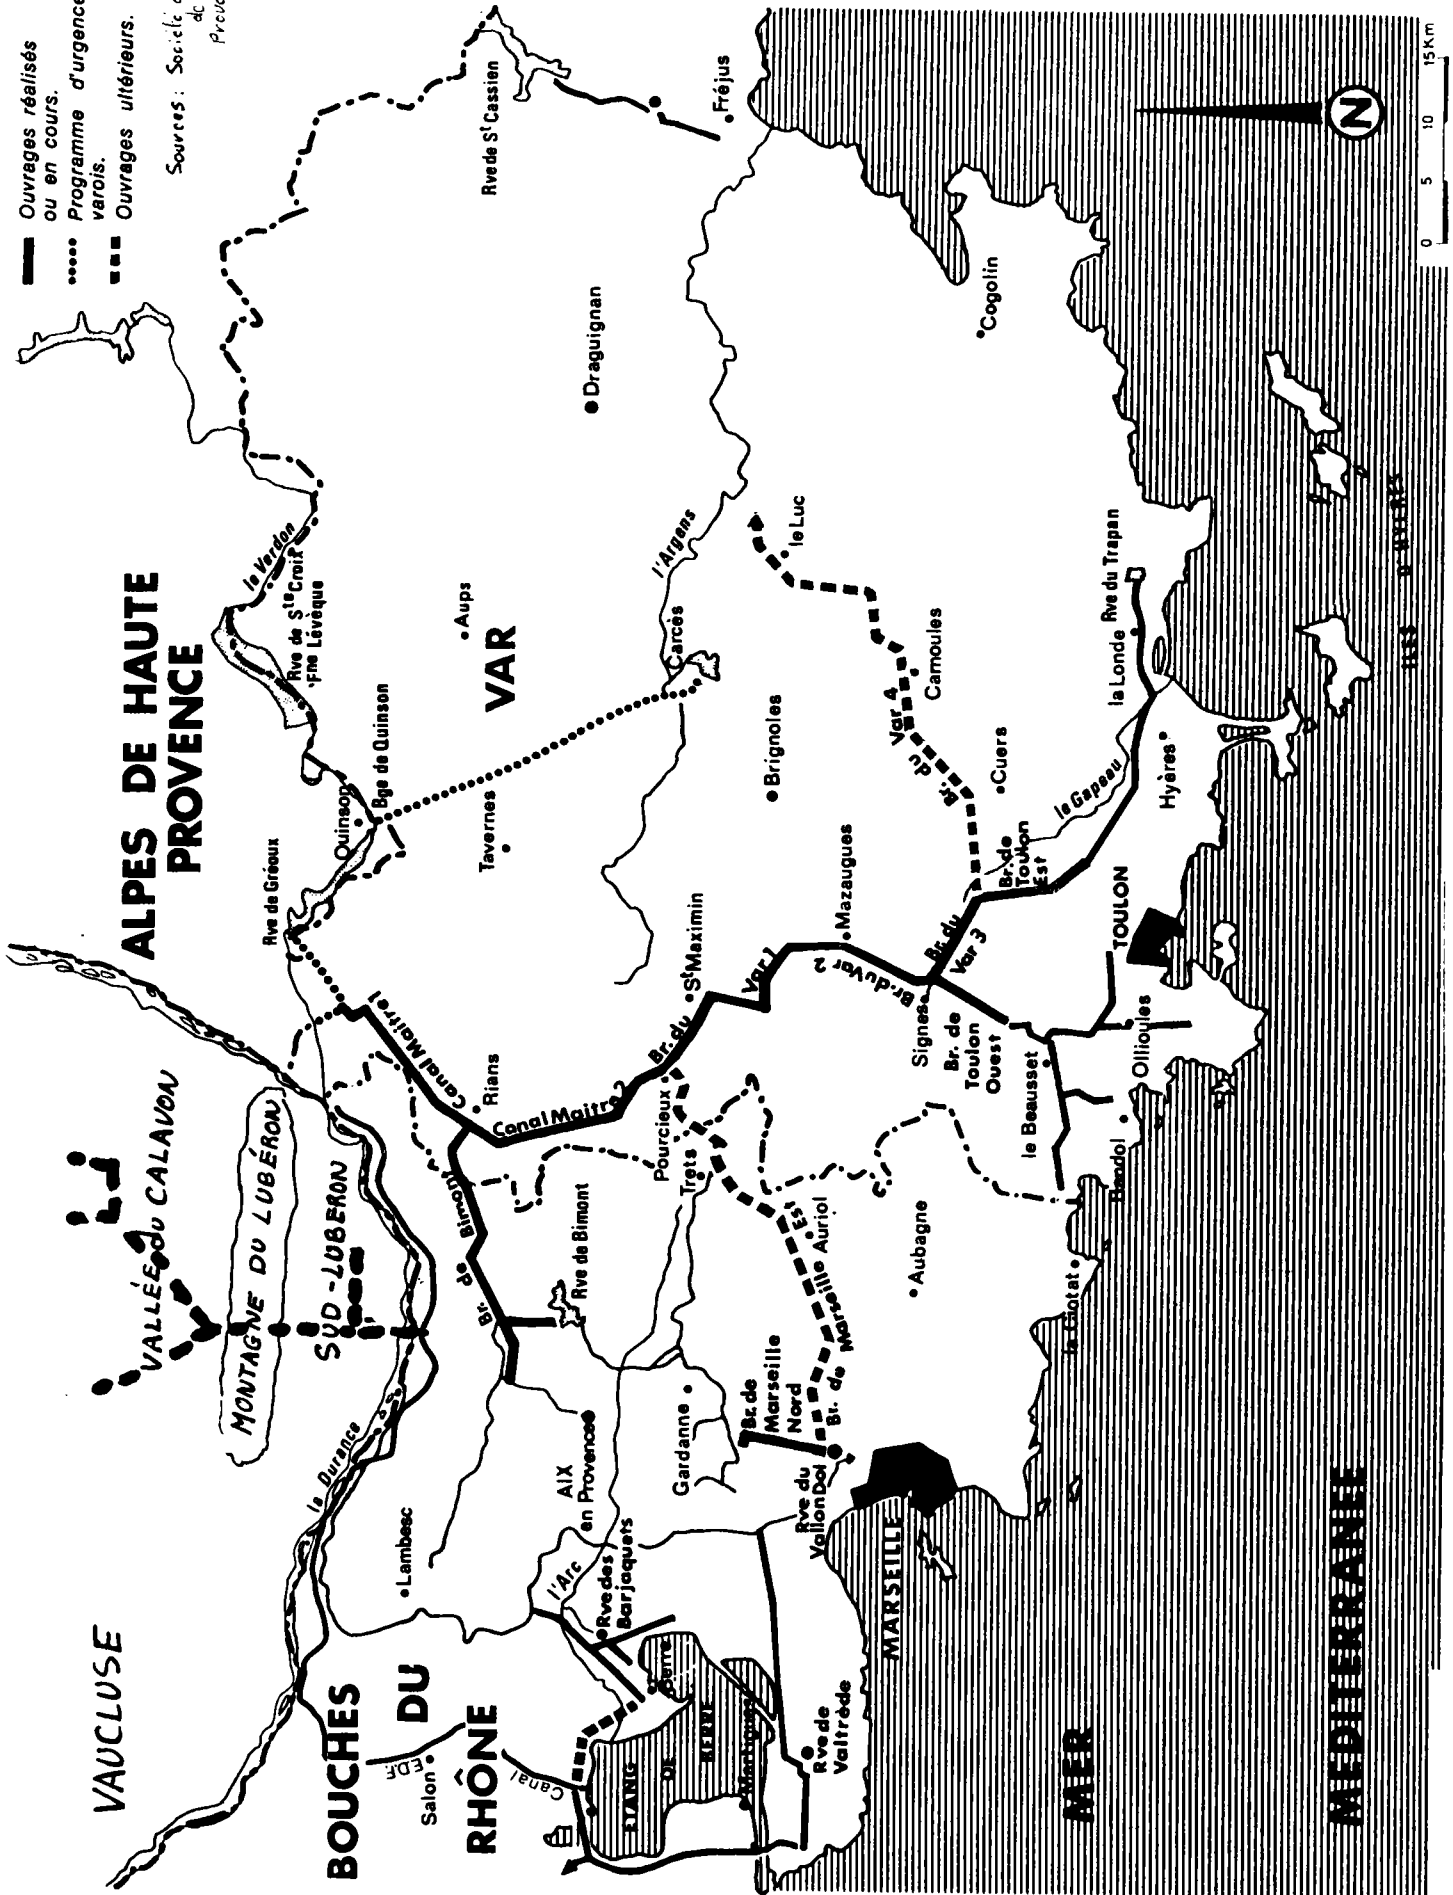 Ouvrages réalisés
ou en cours.
Programme d'urgence
varois.
Ouvrages ultérieurs.
Sources : Société
de
VAUCLUSE
VALLÉE du CALAVON
MONTAGNE DU LUBÉRON
SUD-LUBERON
ALPES DE HAUTE
PROVENCE
la Durance
Rve de Gréoux
Quinson
Bge de Quinson
le Verdon
Rve de Ste Croix
Fne Lévèque
Rve de St Cassien
BOUCHES
DU
RHÔNE
Salon
E.D.F.
Canal
Lambesc
Br. de Bimont
Rve de Bimont
Canal Maitre 1
Rians
Canal Maitre 2
Tavernes
Aups
VAR
Draguignan
Fréjus
AIX
en Provence
l'Arc
Rve des
Barjaquets
Berre
ETANG
DE
BERRE
Martigues
Gardanne
Trets
Pourcieux
Br. du
Var 1
St Maximin
Brignoles
Carcès
l'Argens
le Luc
Rve de
Valtrède
Rve du
Vallon Dol
Br. de
Marseille
Nord
Br. de Marseille Est
Auriol
Mazaugues
Br. du Var 2
Br. du Var 4
Camoules
Cogolin
MARSEILLE
Aubagne
Signes
Br. du
Var 3
Br. de
Toulon
Ouest
Br. de
Toulon
Est
Cuers
le Gapeau
le Beausset
la Ciotat
Bandol
Ollioules
TOULON
Hyères
la Londe
Rve du Trapan
MER
MEDITERRANEE
ILES D'HYERES
N
0 5 10 15 Km